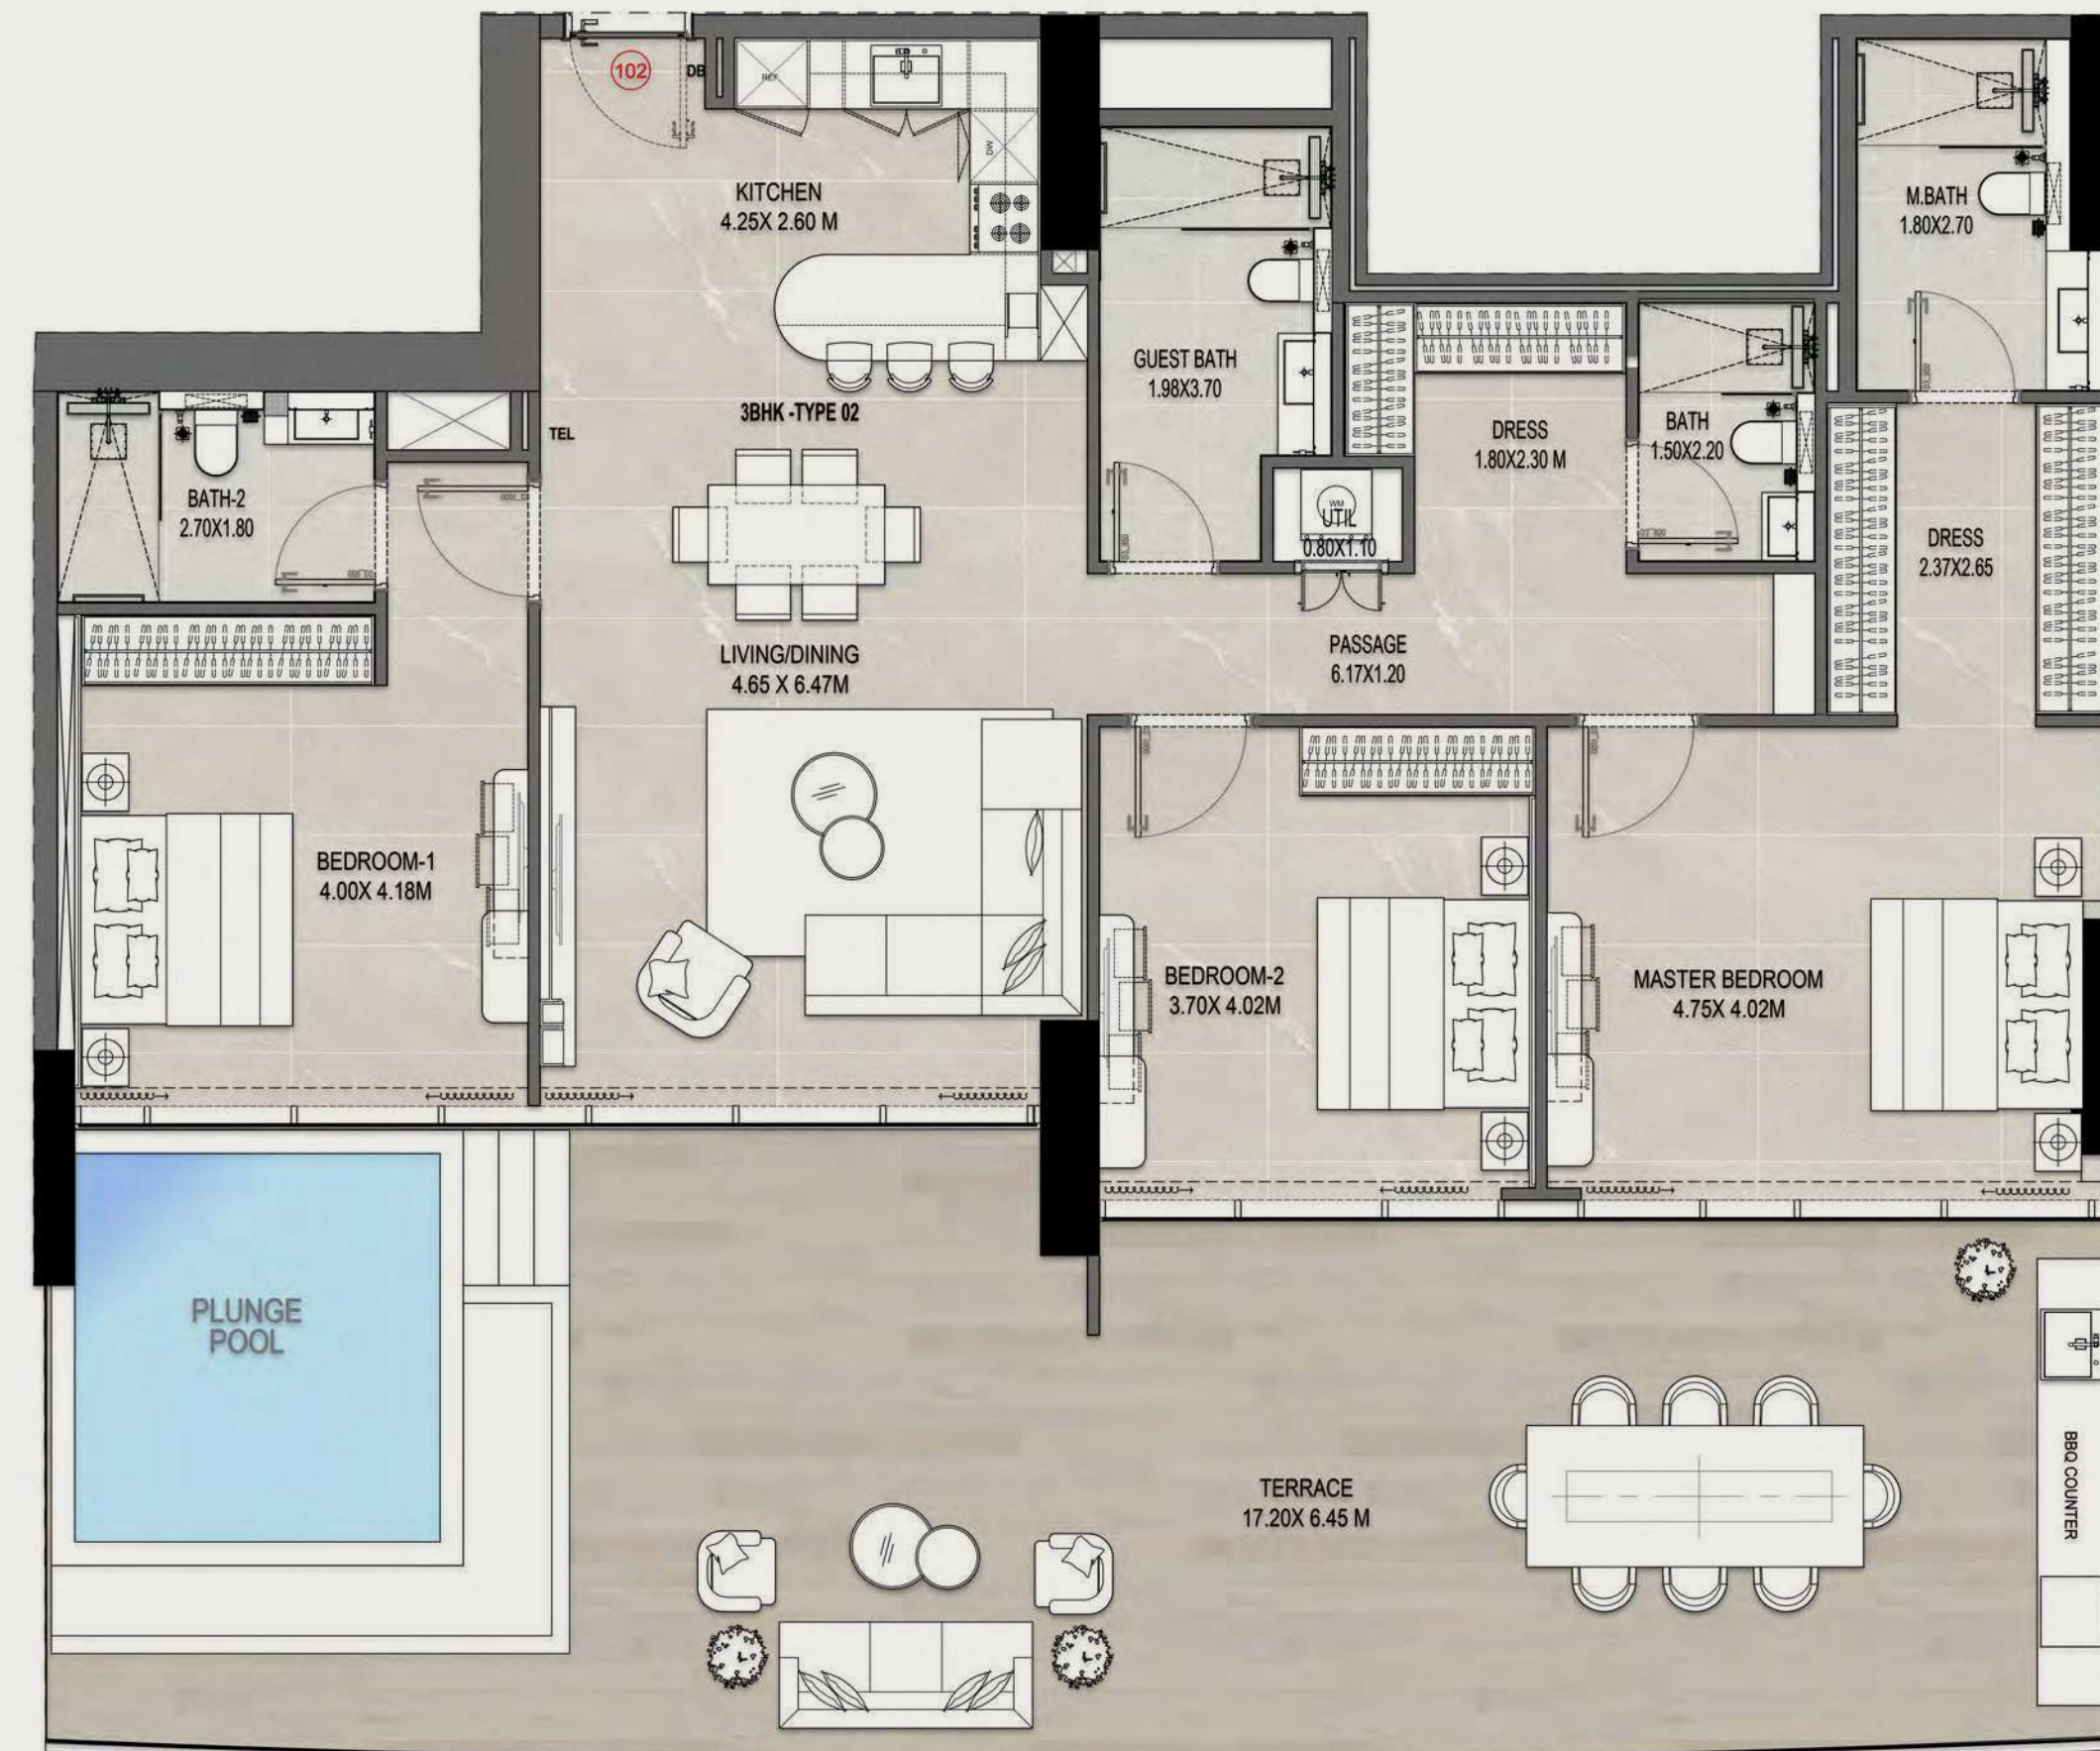 102
DB
REF.
DW
KITCHEN
4.25X 2.60 M
M.BATH
1.80X2.70
GUEST BATH
1.98X3.70
3BHK -TYPE 02
TEL
DRESS
1.80X2.30 M
BATH
1.50X2.20
BATH-2
2.70X1.80
WM
UTIL
0.80X1.10
DRESS
2.37X2.65
LIVING/DINING
4.65 X 6.47M
PASSAGE
6.17X1.20
BEDROOM-1
4.00X 4.18M
BEDROOM-2
3.70X 4.02M
MASTER BEDROOM
4.75X 4.02M
PLUNGE
POOL
TERRACE
17.20X 6.45 M
BBQ COUNTER